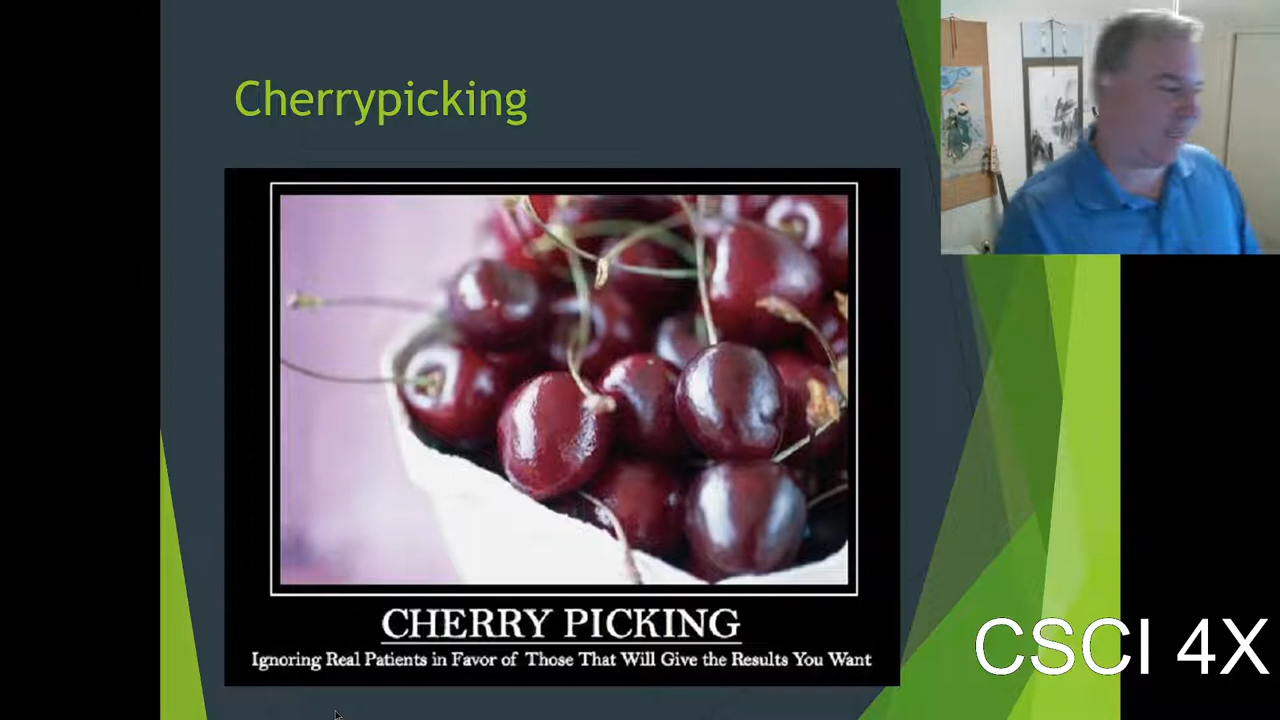 Cherrypicking
CHERRY PICKING
Ignoring Real Patients in Favor of Those That Will Give the Results You Want
CSCI 4X